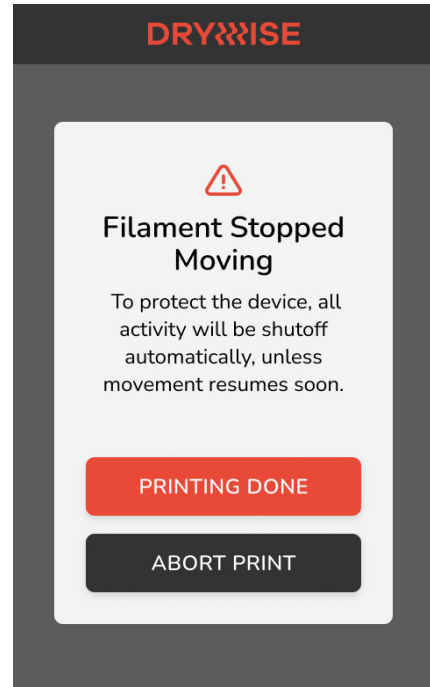 DRYWISE
Filament Stopped
Moving
To protect the device, all
activity will be shutoff
automatically, unless
movement resumes soon.
PRINTING DONE
ABORT PRINT